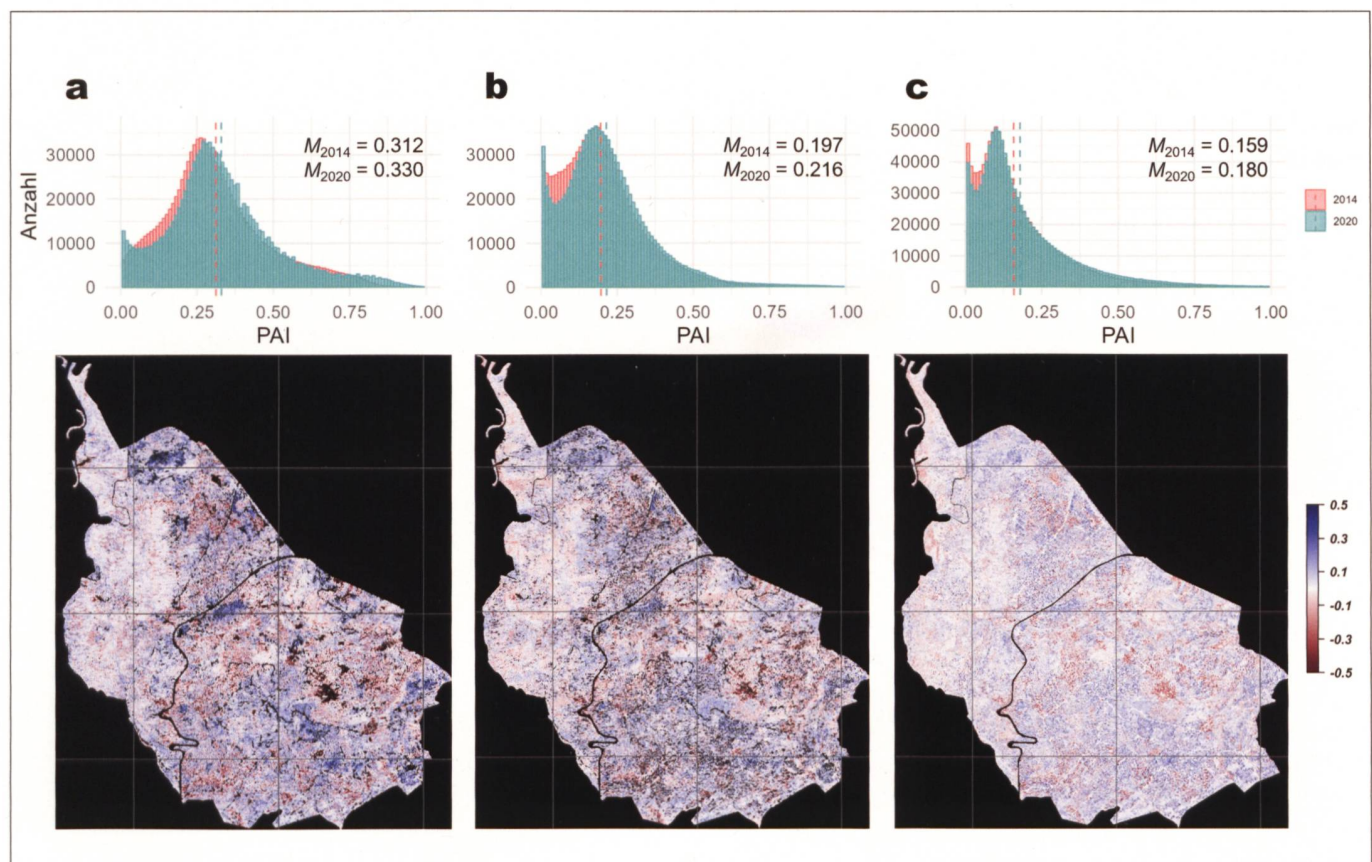 a
b
c
Anzahl
30000
20000
10000
0
M2014 = 0.312
M2020 = 0.330
0.00 0.25 0.50 0.75 1.00
PAI
30000
20000
10000
0
M2014 = 0.197
M2020 = 0.216
0.00 0.25 0.50 0.75 1.00
PAI
50000
40000
30000
20000
10000
0
M2014 = 0.159
M2020 = 0.180
0.00 0.25 0.50 0.75 1.00
PAI
2014
2020
0.5
0.3
0.1
-0.1
-0.3
-0.5